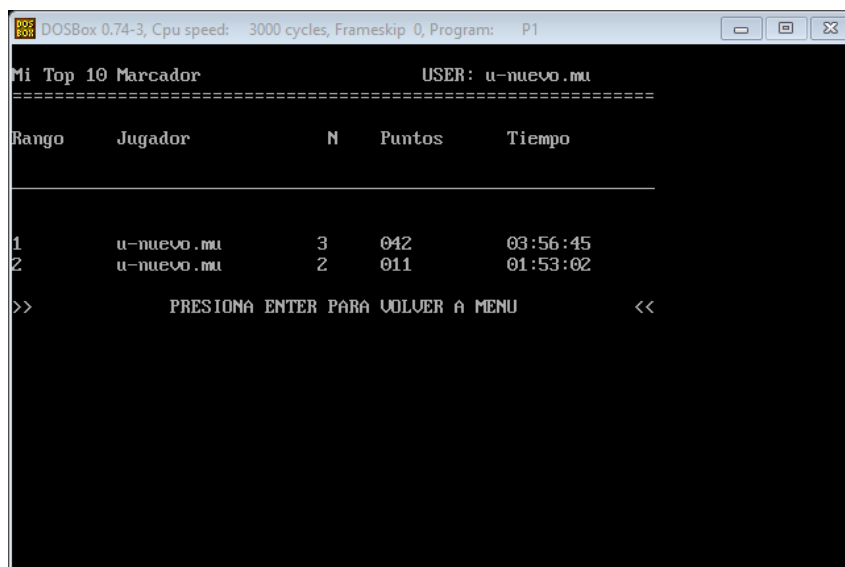 DOS BOX DOSBox 0.74-3, Cpu speed: 3000 cycles, Frameskip 0, Program: P1
Mi Top 10 Marcador USER: u-nuevo.mu
=============================================================
Rango Jugador N Puntos Tiempo
1 u-nuevo.mu 3 042 03:56:45
2 u-nuevo.mu 2 011 01:53:02
>> PRESIONA ENTER PARA VOLVER A MENU <<